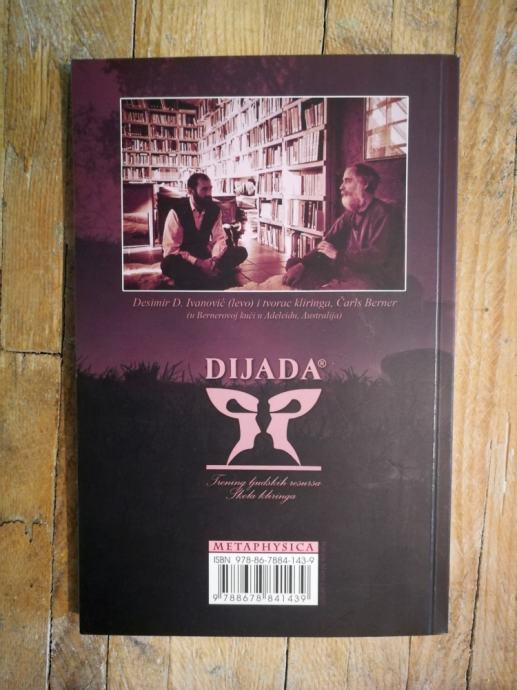 Desimir D. Ivanović (levo) i tvorac kliringa, Čarls Berner
(u Bernerovoj kući u Adeleidu, Australija)
DIJADA®
Trening ljudskih resursa
Škola kliringa
METAPHYSICA
ISBN 978-86-7884-143-9
9 788678 841439